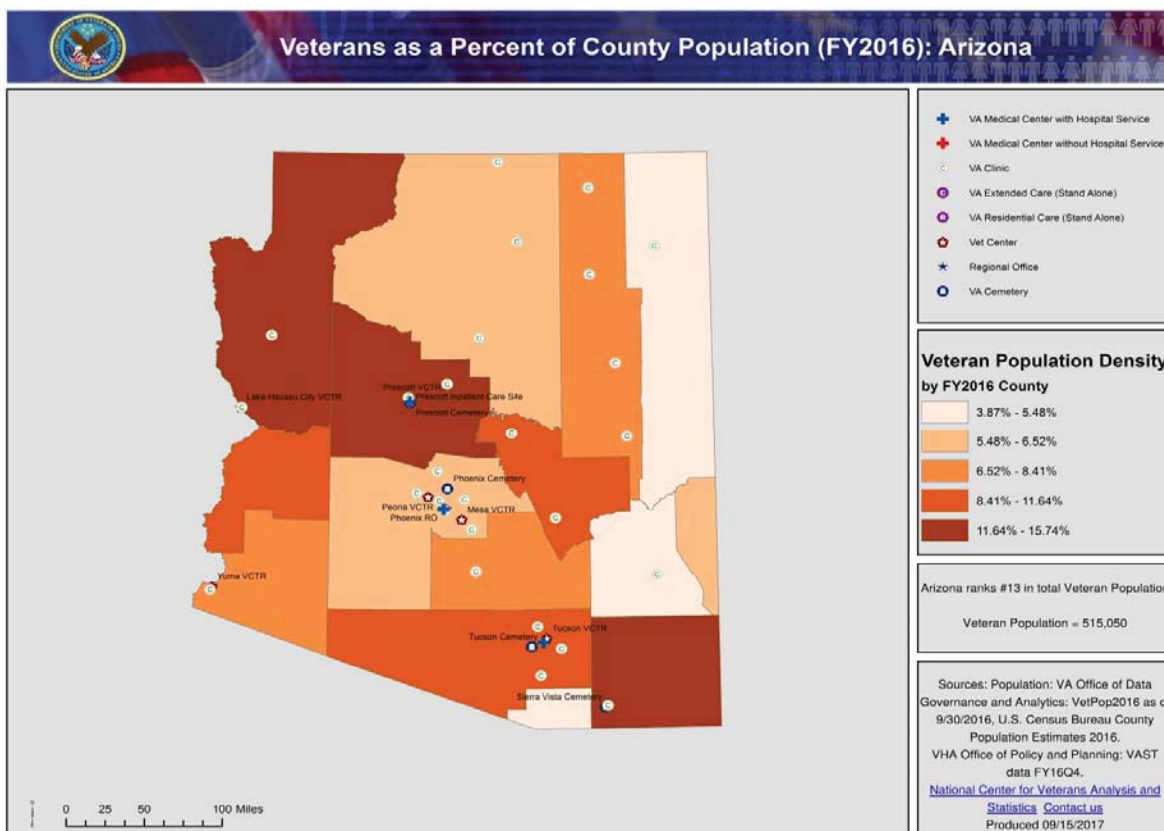 Veterans as a Percent of County Population (FY2016): Arizona
VA Medical Center with Hospital Service
VA Medical Center without Hospital Service
VA Clinic
VA Extended Care (Stand Alone)
VA Residential Care (Stand Alone)
Vet Center
Regional Office
VA Cemetery
Lake Havasu City VCTR
Prescott VCTR
Prescott Inpatient Care Site
Prescott Cemetery
Phoenix Cemetery
Peoria VCTR
Mesa VCTR
Phoenix RO
Yuma VCTR
Tucson VCTR
Tucson Cemetery
Sierra Vista Cemetery
0 25 50 100 Miles
Veteran Population Density
by FY2016 County
3.87% - 5.48%
5.48% - 6.52%
6.52% - 8.41%
8.41% - 11.64%
11.64% - 15.74%
Arizona ranks #13 in total Veteran Population
Veteran Population = 515,050
Sources: Population: VA Office of Data
Governance and Analytics: VetPop2016 as o
9/30/2016, U.S. Census Bureau County
Population Estimates 2016.
VHA Office of Policy and Planning: VAST
data FY16Q4.
National Center for Veterans Analysis and
Statistics Contact us
Produced 09/15/2017